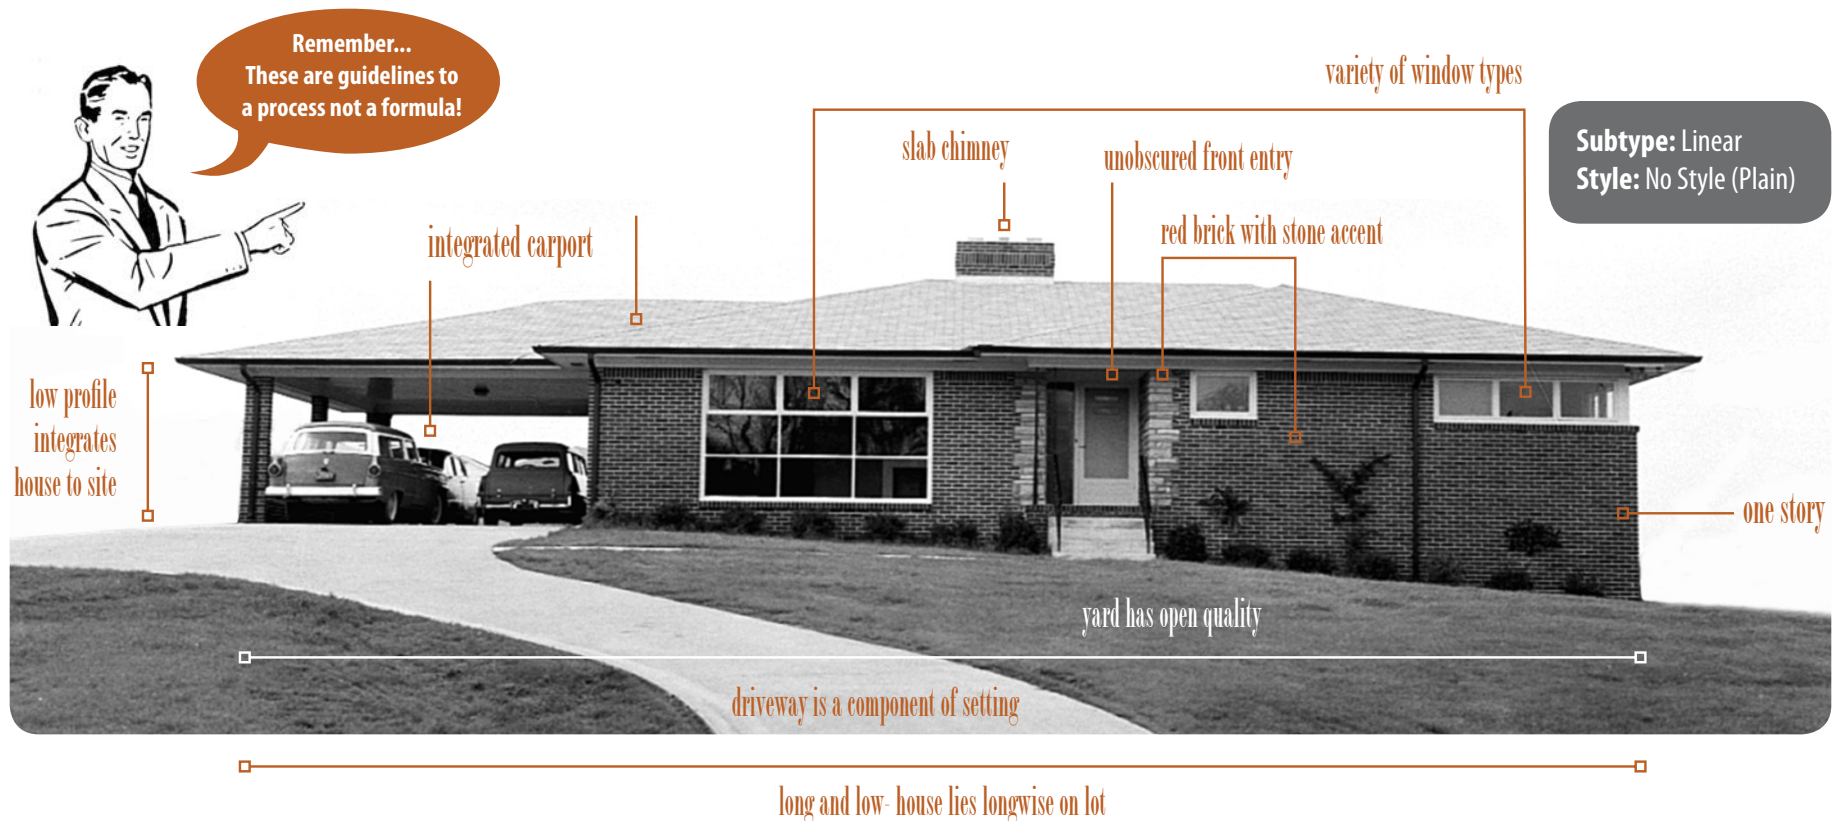 Remember...
These are guidelines to
a process not a formula!
variety of window types
Subtype: Linear
Style: No Style (Plain)
slab chimney
unobscured front entry
red brick with stone accent
integrated carport
low profile
integrates
house to site
one story
yard has open quality
driveway is a component of setting
long and low- house lies longwise on lot